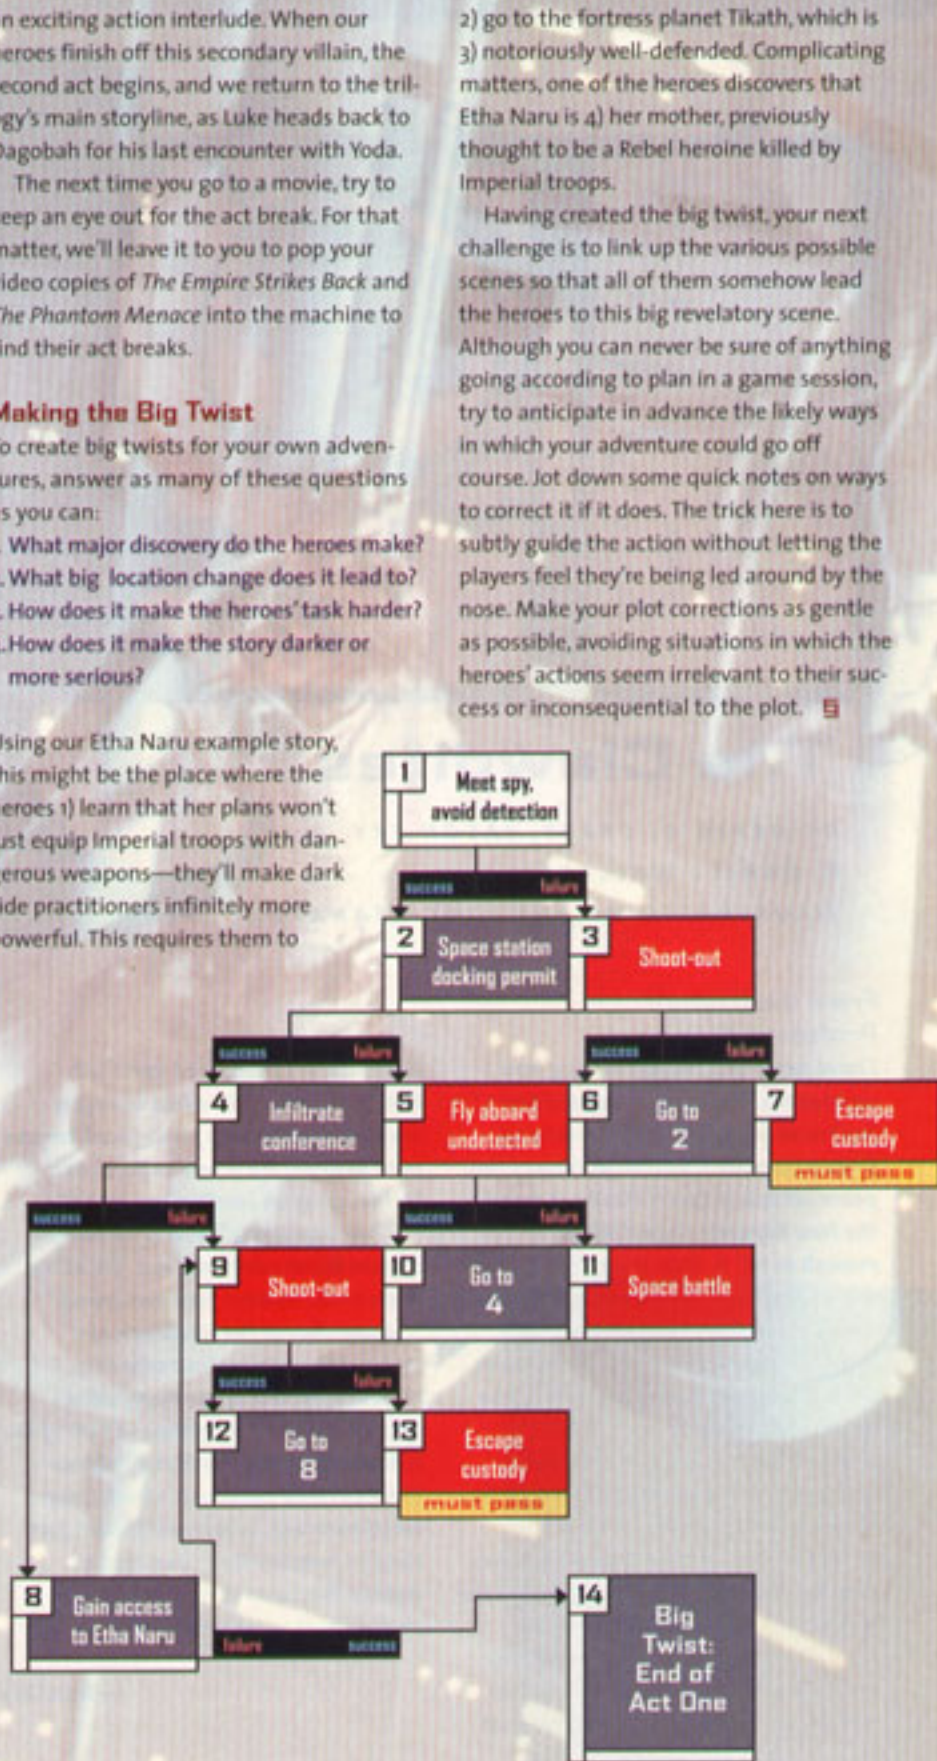 n exciting action interlude. When our
eroes finish off this secondary villain, the
econd act begins, and we return to the tril-
gy's main storyline, as Luke heads back to
Dagobah for his last encounter with Yoda.
The next time you go to a movie, try to
eep an eye out for the act break. For that
matter, we'll leave it to you to pop your
ideo copies of The Empire Strikes Back and
The Phantom Menace into the machine to
ind their act breaks.
Making the Big Twist
o create big twists for your own adven-
ures, answer as many of these questions
s you can:
What major discovery do the heroes make?
. What big location change does it lead to?
. How does it make the heroes' task harder?
. How does it make the story darker or
more serious?
Using our Etha Naru example story,
his might be the place where the
eroes 1) learn that her plans won't
ust equip Imperial troops with dan-
gerous weapons—they'll make dark
ide practitioners infinitely more
powerful. This requires them to
2) go to the fortress planet Tikath, which is
3) notoriously well-defended. Complicating
matters, one of the heroes discovers that
Etha Naru is 4) her mother, previously
thought to be a Rebel heroine killed by
Imperial troops.
Having created the big twist, your next
challenge is to link up the various possible
scenes so that all of them somehow lead
the heroes to this big revelatory scene.
Although you can never be sure of anything
going according to plan in a game session,
try to anticipate in advance the likely ways
in which your adventure could go off
course. Jot down some quick notes on ways
to correct it if it does. The trick here is to
subtly guide the action without letting the
players feel they're being led around by the
nose. Make your plot corrections as gentle
as possible, avoiding situations in which the
heroes' actions seem irrelevant to their suc-
cess or inconsequential to the plot.
1
Meet spy,
avoid detection
success failure
2
Space station
docking permit
3
Shoot-out
success failure
success failure
4
Infiltrate
conference
5
Fly aboard
undetected
6
Go to
2
7
Escape
custody
must pass
success failure
success failure
9
Shoot-out
10
Go to
4
11
Space battle
success failure
12
Go to
8
13
Escape
custody
must pass
8
Gain access
to Etha Naru
failure success
14
Big
Twist:
End of
Act One